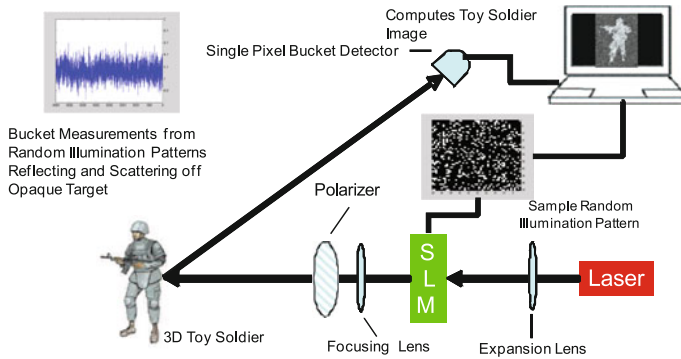 Computes Toy Soldier
Image
Single Pixel Bucket Detector
Bucket Measurements from
Random Illumination Patterns
Reflecting and Scattering off
Opaque Target
Polarizer
Sample Random
Illumination Pattern
S
L
M
Laser
3D Toy Soldier
Focusing Lens
Expansion Lens